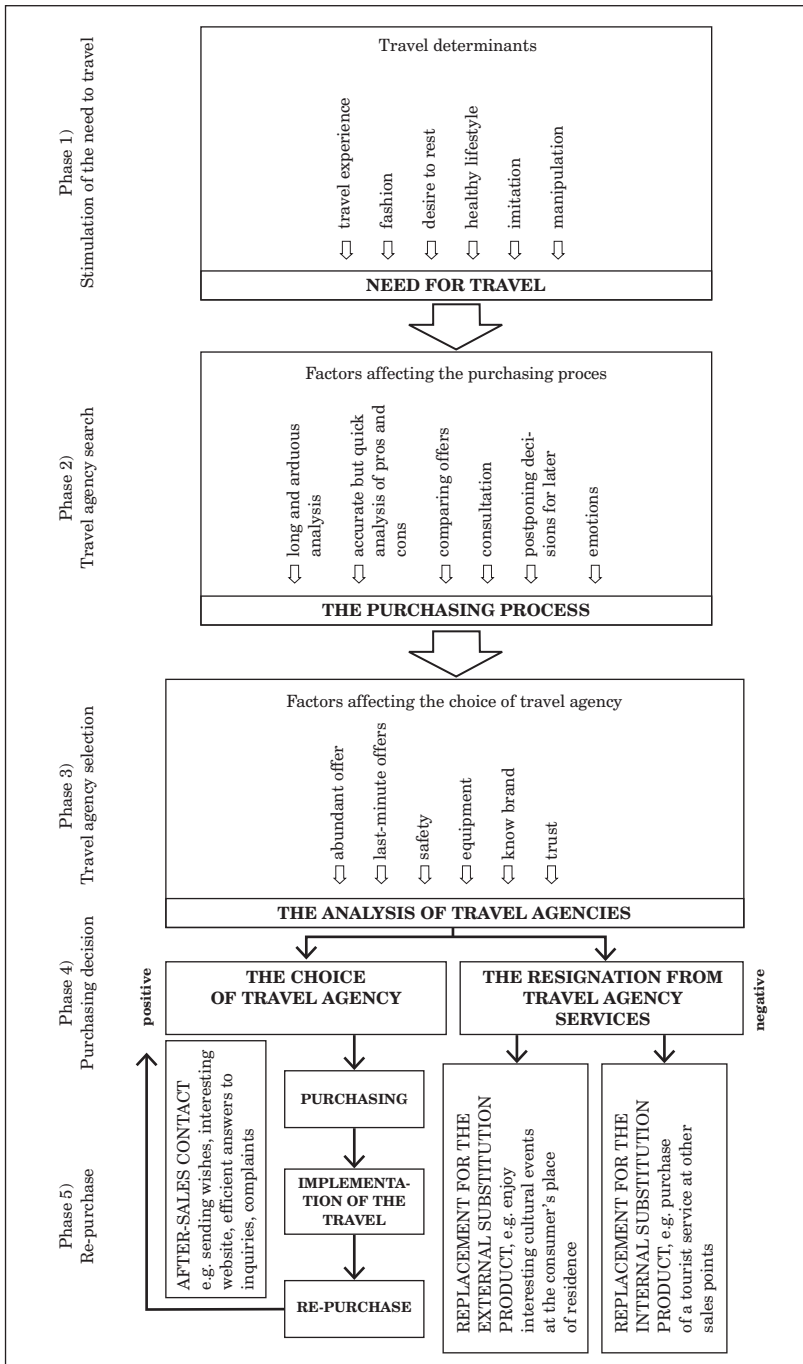 Phase 1)
Stimulation of the need to travel
Travel determinants
travel experience
fashion
desire to rest
healthy lifestyle
imitation
manipulation
NEED FOR TRAVEL
Phase 2)
Travel agency search
Factors affecting the purchasing proces
long and arduous
analysis
accurate but quick
analysis of pros and
cons
comparing offers
consultation
postponing deci-
sions for later
emotions
THE PURCHASING PROCESS
Phase 3)
Travel agency selection
Factors affecting the choice of travel agency
abundant offer
last-minute offers
safety
equipment
know brand
trust
THE ANALYSIS OF TRAVEL AGENCIES
Phase 4)
Purchasing decision
positive
THE CHOICE
OF TRAVEL AGENCY
THE RESIGNATION FROM
TRAVEL AGENCY
SERVICES
negative
Phase 5)
Re-purchase
AFTER-SALES CONTACT
e.g. sending wishes, interesting
website, efficient answers to
inquiries, complaints
PURCHASING
IMPLEMENTA-
TION OF THE
TRAVEL
RE-PURCHASE
REPLACEMENT FOR THE
EXTERNAL SUBSTITUTION
PRODUCT, e.g. enjoy
interesting cultural events
at the consumer's place
of residence
REPLACEMENT FOR THE
INTERNAL SUBSTITUTION
PRODUCT, e.g. purchase
of a tourist service at other
sales points